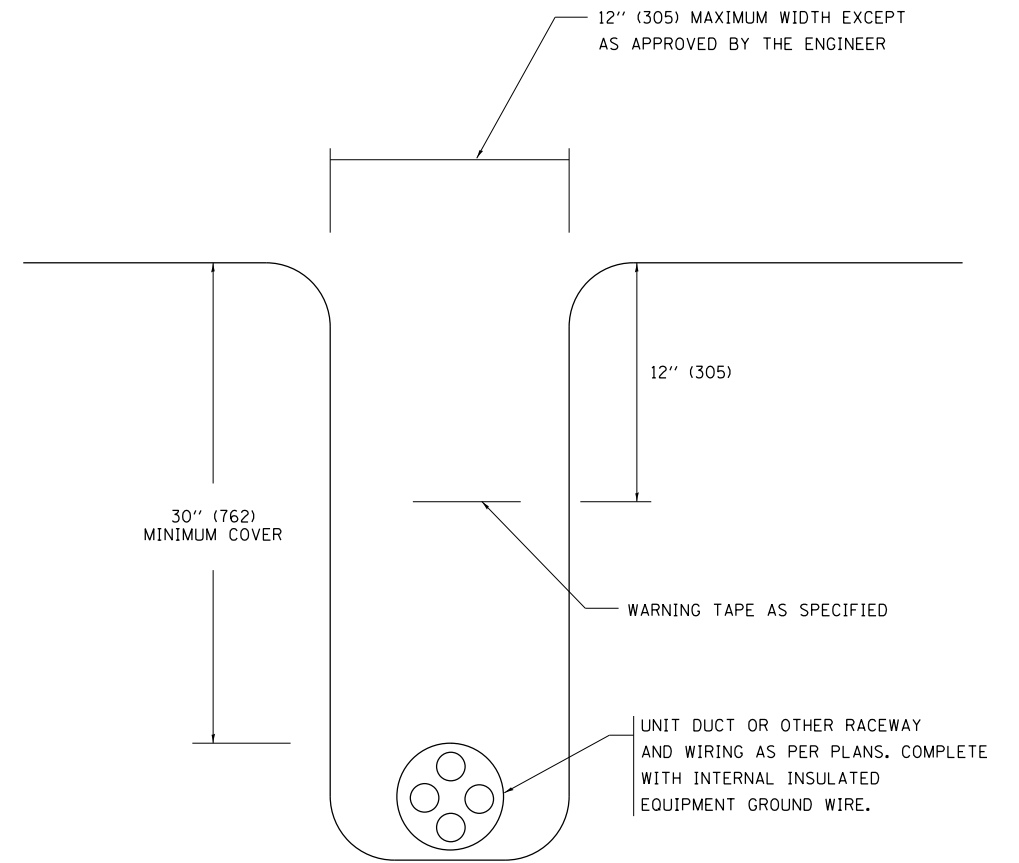 12'' (305) MAXIMUM WIDTH EXCEPT
AS APPROVED BY THE ENGINEER
12'' (305)
30'' (762)
MINIMUM COVER
WARNING TAPE AS SPECIFIED
UNIT DUCT OR OTHER RACEWAY
AND WIRING AS PER PLANS. COMPLETE
WITH INTERNAL INSULATED
EQUIPMENT GROUND WIRE.